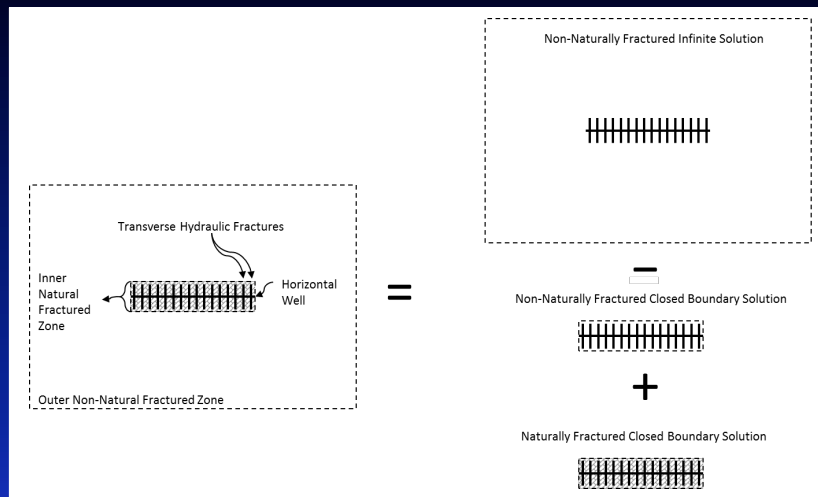 Non-Naturally Fractured Infinite Solution
Transverse Hydraulic Fractures
Inner
Natural
Fractured
Zone
Horizontal
Well
Outer Non-Natural Fractured Zone
=
–
Non-Naturally Fractured Closed Boundary Solution
+
Naturally Fractured Closed Boundary Solution